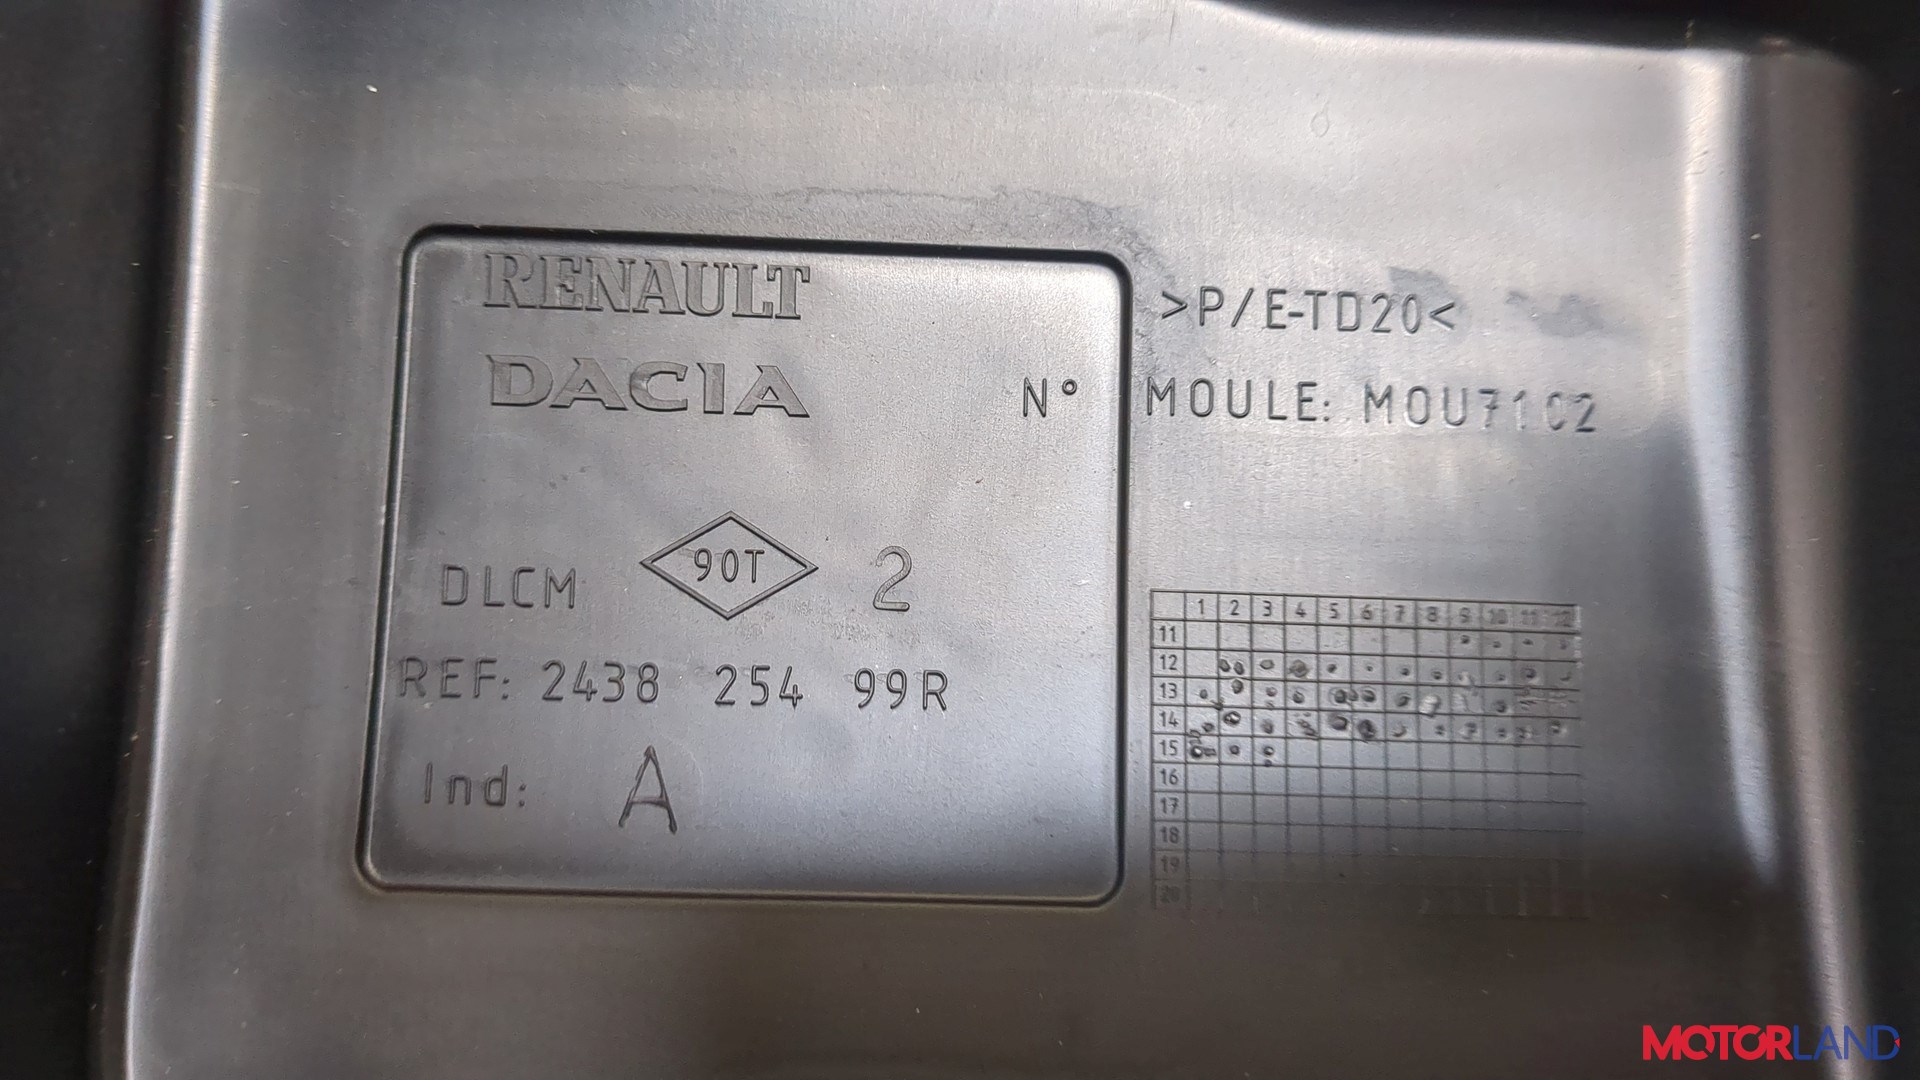 RENAULT
DACIA
>P/E-TD20<
N° MOULE: MOU7102
DLCM 90T 2
REF: 2438 254 99R
Ind: A
1 2 3 4 5 6 7 8 9 10 11 12
11
12
13
14
15
16
17
18
19
20
MOTORLAND